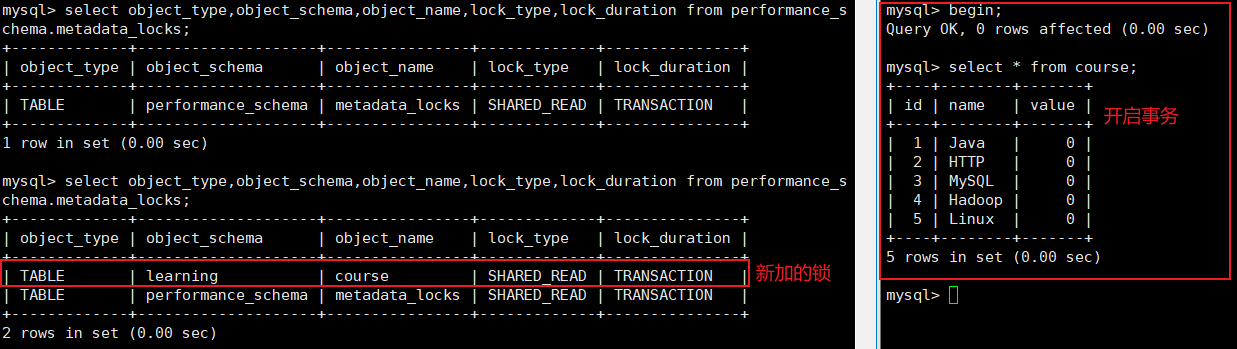 mysql> select object_type,object_schema,object_name,lock_type,lock_duration from performance_s
chema.metadata_locks;
+-------------+--------------------+----------------+-------------+---------------+
| object_type | object_schema      | object_name    | lock_type   | lock_duration |
+-------------+--------------------+----------------+-------------+---------------+
| TABLE       | performance_schema | metadata_locks | SHARED_READ | TRANSACTION   |
+-------------+--------------------+----------------+-------------+---------------+
1 row in set (0.00 sec)
mysql> select object_type,object_schema,object_name,lock_type,lock_duration from performance_s
chema.metadata_locks;
+-------------+--------------------+----------------+-------------+---------------+
| object_type | object_schema      | object_name    | lock_type   | lock_duration |
+-------------+--------------------+----------------+-------------+---------------+
| TABLE       | learning           | course         | SHARED_READ | TRANSACTION   |
新加的锁
| TABLE       | performance_schema | metadata_locks | SHARED_READ | TRANSACTION   |
+-------------+--------------------+----------------+-------------+---------------+
2 rows in set (0.00 sec)
mysql> begin;
Query OK, 0 rows affected (0.00 sec)
mysql> select * from course;
+----+--------+-------+
| id | name   | value |
+----+--------+-------+
|  1 | Java   |     0 |
开启事务
|  2 | HTTP   |     0 |
|  3 | MySQL  |     0 |
|  4 | Hadoop |     0 |
|  5 | Linux  |     0 |
+----+--------+-------+
5 rows in set (0.00 sec)
mysql>